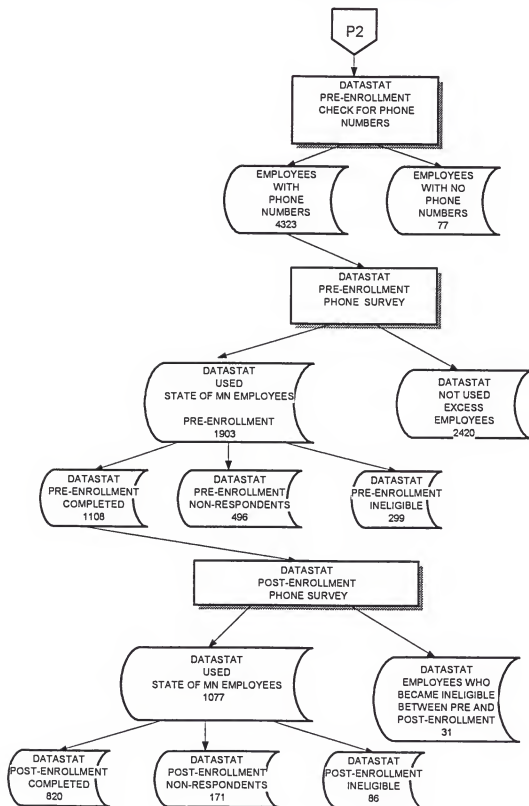 P2
DATASTAT
PRE-ENROLLMENT
CHECK FOR PHONE
NUMBERS
EMPLOYEES
WITH
PHONE
NUMBERS
4323
EMPLOYEES
WITH NO
PHONE
NUMBERS
77
DATASTAT
PRE-ENROLLMENT
PHONE SURVEY
DATASTAT
USED
STATE OF MN EMPLOYEES
PRE-ENROLLMENT
1903
DATASTAT
NOT USED
EXCESS
EMPLOYEES
2420
DATASTAT
PRE-ENROLLMENT
COMPLETED
1108
DATASTAT
PRE-ENROLLMENT
NON-RESPONDENTS
496
DATASTAT
PRE-ENROLLMENT
INELIGIBLE
299
DATASTAT
POST-ENROLLMENT
PHONE SURVEY
DATASTAT
USED
STATE OF MN EMPLOYEES
1077
DATASTAT
EMPLOYEES WHO
BECAME INELIGIBLE
BETWEEN PRE AND
POST-ENROLLMENT
31
DATASTAT
POST-ENROLLMENT
COMPLETED
820
DATASTAT
POST-ENROLLMENT
NON-RESPONDENTS
171
DATASTAT
POST-ENROLLMENT
INELIGIBLE
86